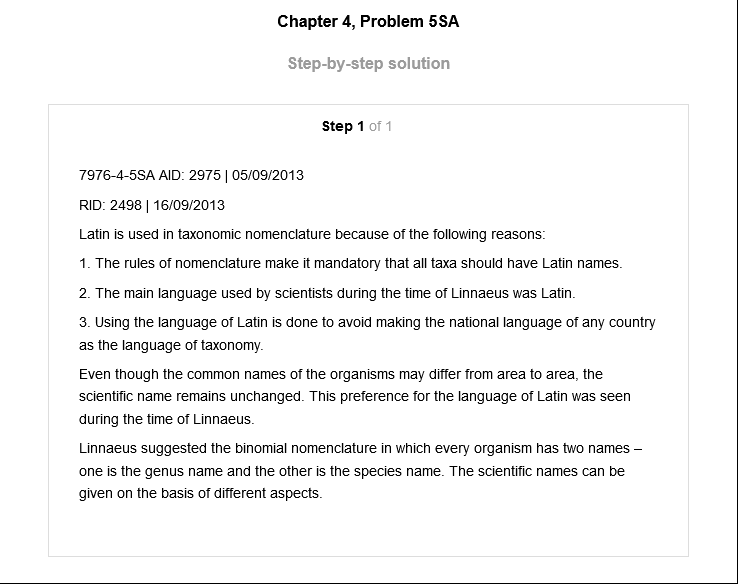 Chapter 4, Problem 5SA
Step-by-step solution
Step 1 of 1
7976-4-5SA AID: 2975 | 05/09/2013
RID: 2498 | 16/09/2013
Latin is used in taxonomic nomenclature because of the following reasons:
1. The rules of nomenclature make it mandatory that all taxa should have Latin names.
2. The main language used by scientists during the time of Linnaeus was Latin.
3. Using the language of Latin is done to avoid making the national language of any country
as the language of taxonomy.
Even though the common names of the organisms may differ from area to area, the
scientific name remains unchanged. This preference for the language of Latin was seen
during the time of Linnaeus.
Linnaeus suggested the binomial nomenclature in which every organism has two names –
one is the genus name and the other is the species name. The scientific names can be
given on the basis of different aspects.